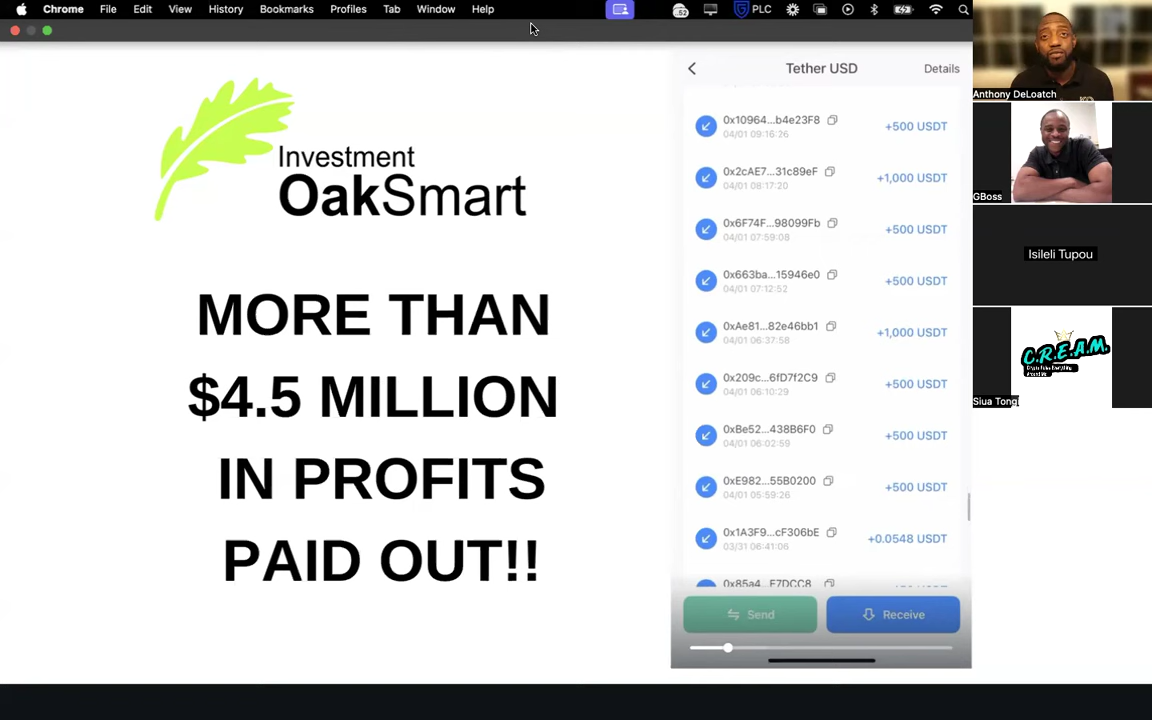 Chrome File Edit View History Bookmarks Profiles Tab Window Help
PLC
Investment
OakSmart
MORE THAN
$4.5 MILLION
IN PROFITS
PAID OUT!!
Tether USD
Details
0x10964...b4e23F8
+500 USDT
04/01 09:16:26
0x2cAE7...31c89eF
+1,000 USDT
04/01 08:17:20
0x6F74F...98099Fb
+500 USDT
04/01 07:59:08
0x663ba...15946e0
+500 USDT
04/01 07:12:52
0xAe81...82e46bb1
+1,000 USDT
04/01 06:37:58
0x209c...6fD7f2C9
+500 USDT
04/01 06:10:29
0xBe52...438B6F0
+500 USDT
04/01 06:02:59
0xE982...55B0200
+500 USDT
04/01 05:59:26
0x1A3F9...cF306bE
+0.0548 USDT
03/31 06:41:06
0x85a4...F7DCC8
Send
Receive
Anthony DeLoatch
GBoss
Isileli Tupou
C.R.E.A.M.
Siua Tong